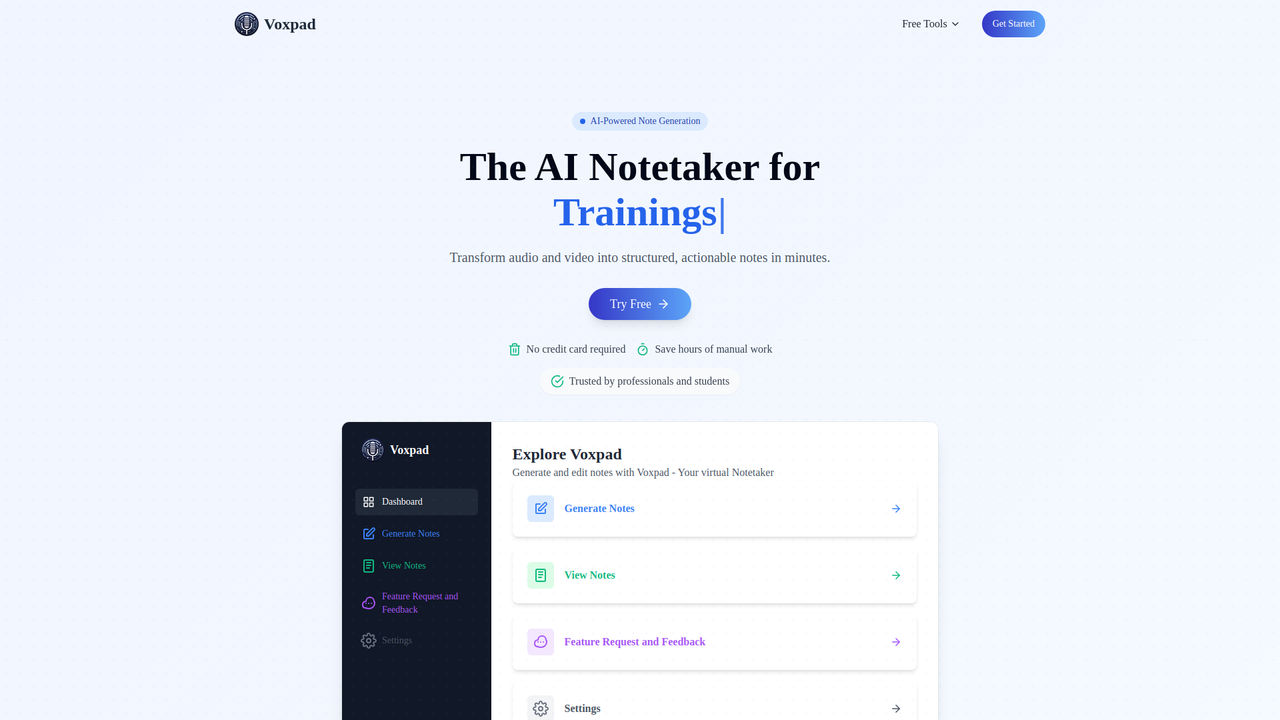 Voxpad
Free Tools
Get Started
AI-Powered Note Generation
The AI Notetaker for
Trainings|
Transform audio and video into structured, actionable notes in minutes.
Try Free
No credit card required
Save hours of manual work
Trusted by professionals and students
Voxpad
Dashboard
Generate Notes
View Notes
Feature Request and
Feedback
Settings
Explore Voxpad
Generate and edit notes with Voxpad - Your virtual Notetaker
Generate Notes
View Notes
Feature Request and Feedback
Settings